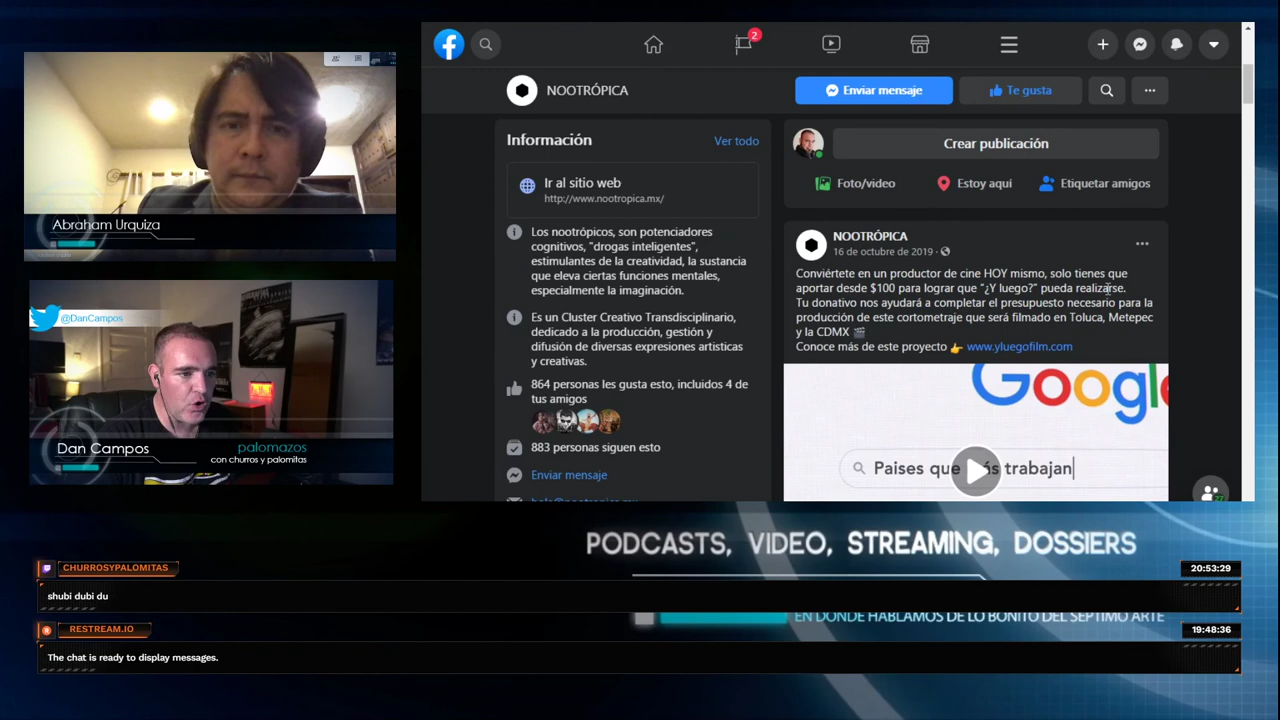 Abraham Urquiza
@DanCampos
Dan Campos
palomazos
con churros y palomitas
2
NOOTRÓPICA
Enviar mensaje
Te gusta
Información
Ver todo
Ir al sitio web
http://www.nootropica.mx/
Los nootrópicos, son potenciadores
cognitivos, "drogas inteligentes",
estimulantes de la creatividad, la sustancia
que eleva ciertas funciones mentales,
especialmente la imaginación.
Es un Cluster Creativo Transdisciplinario,
dedicado a la producción, gestión y
difusión de diversas expresiones artisticas
y creativas.
864 personas les gusta esto, incluidos 4 de
tus amigos
883 personas siguen esto
Enviar mensaje
Crear publicación
Foto/video
Estoy aquí
Etiquetar amigos
NOOTRÓPICA
16 de octubre de 2019 ·
Conviértete en un productor de cine HOY mismo, solo tienes que
aportar desde $100 para lograr que "¿Y luego?" pueda realizarse.
Tu donativo nos ayudará a completar el presupuesto necesario para la
producción de este cortometraje que será filmado en Toluca, Metepec
y la CDMX
Conoce más de este proyecto www.yluegofilm.com
Google
Paises que más trabajan
PODCASTS, VIDEO, STREAMING, DOSSIERS
EN DONDE HABLAMOS DE LO BONITO DEL SÉPTIMO ARTE
CHURROSYPALOMITAS
20:53:29
shubi dubi du
RESTREAM.IO
19:48:36
The chat is ready to display messages.